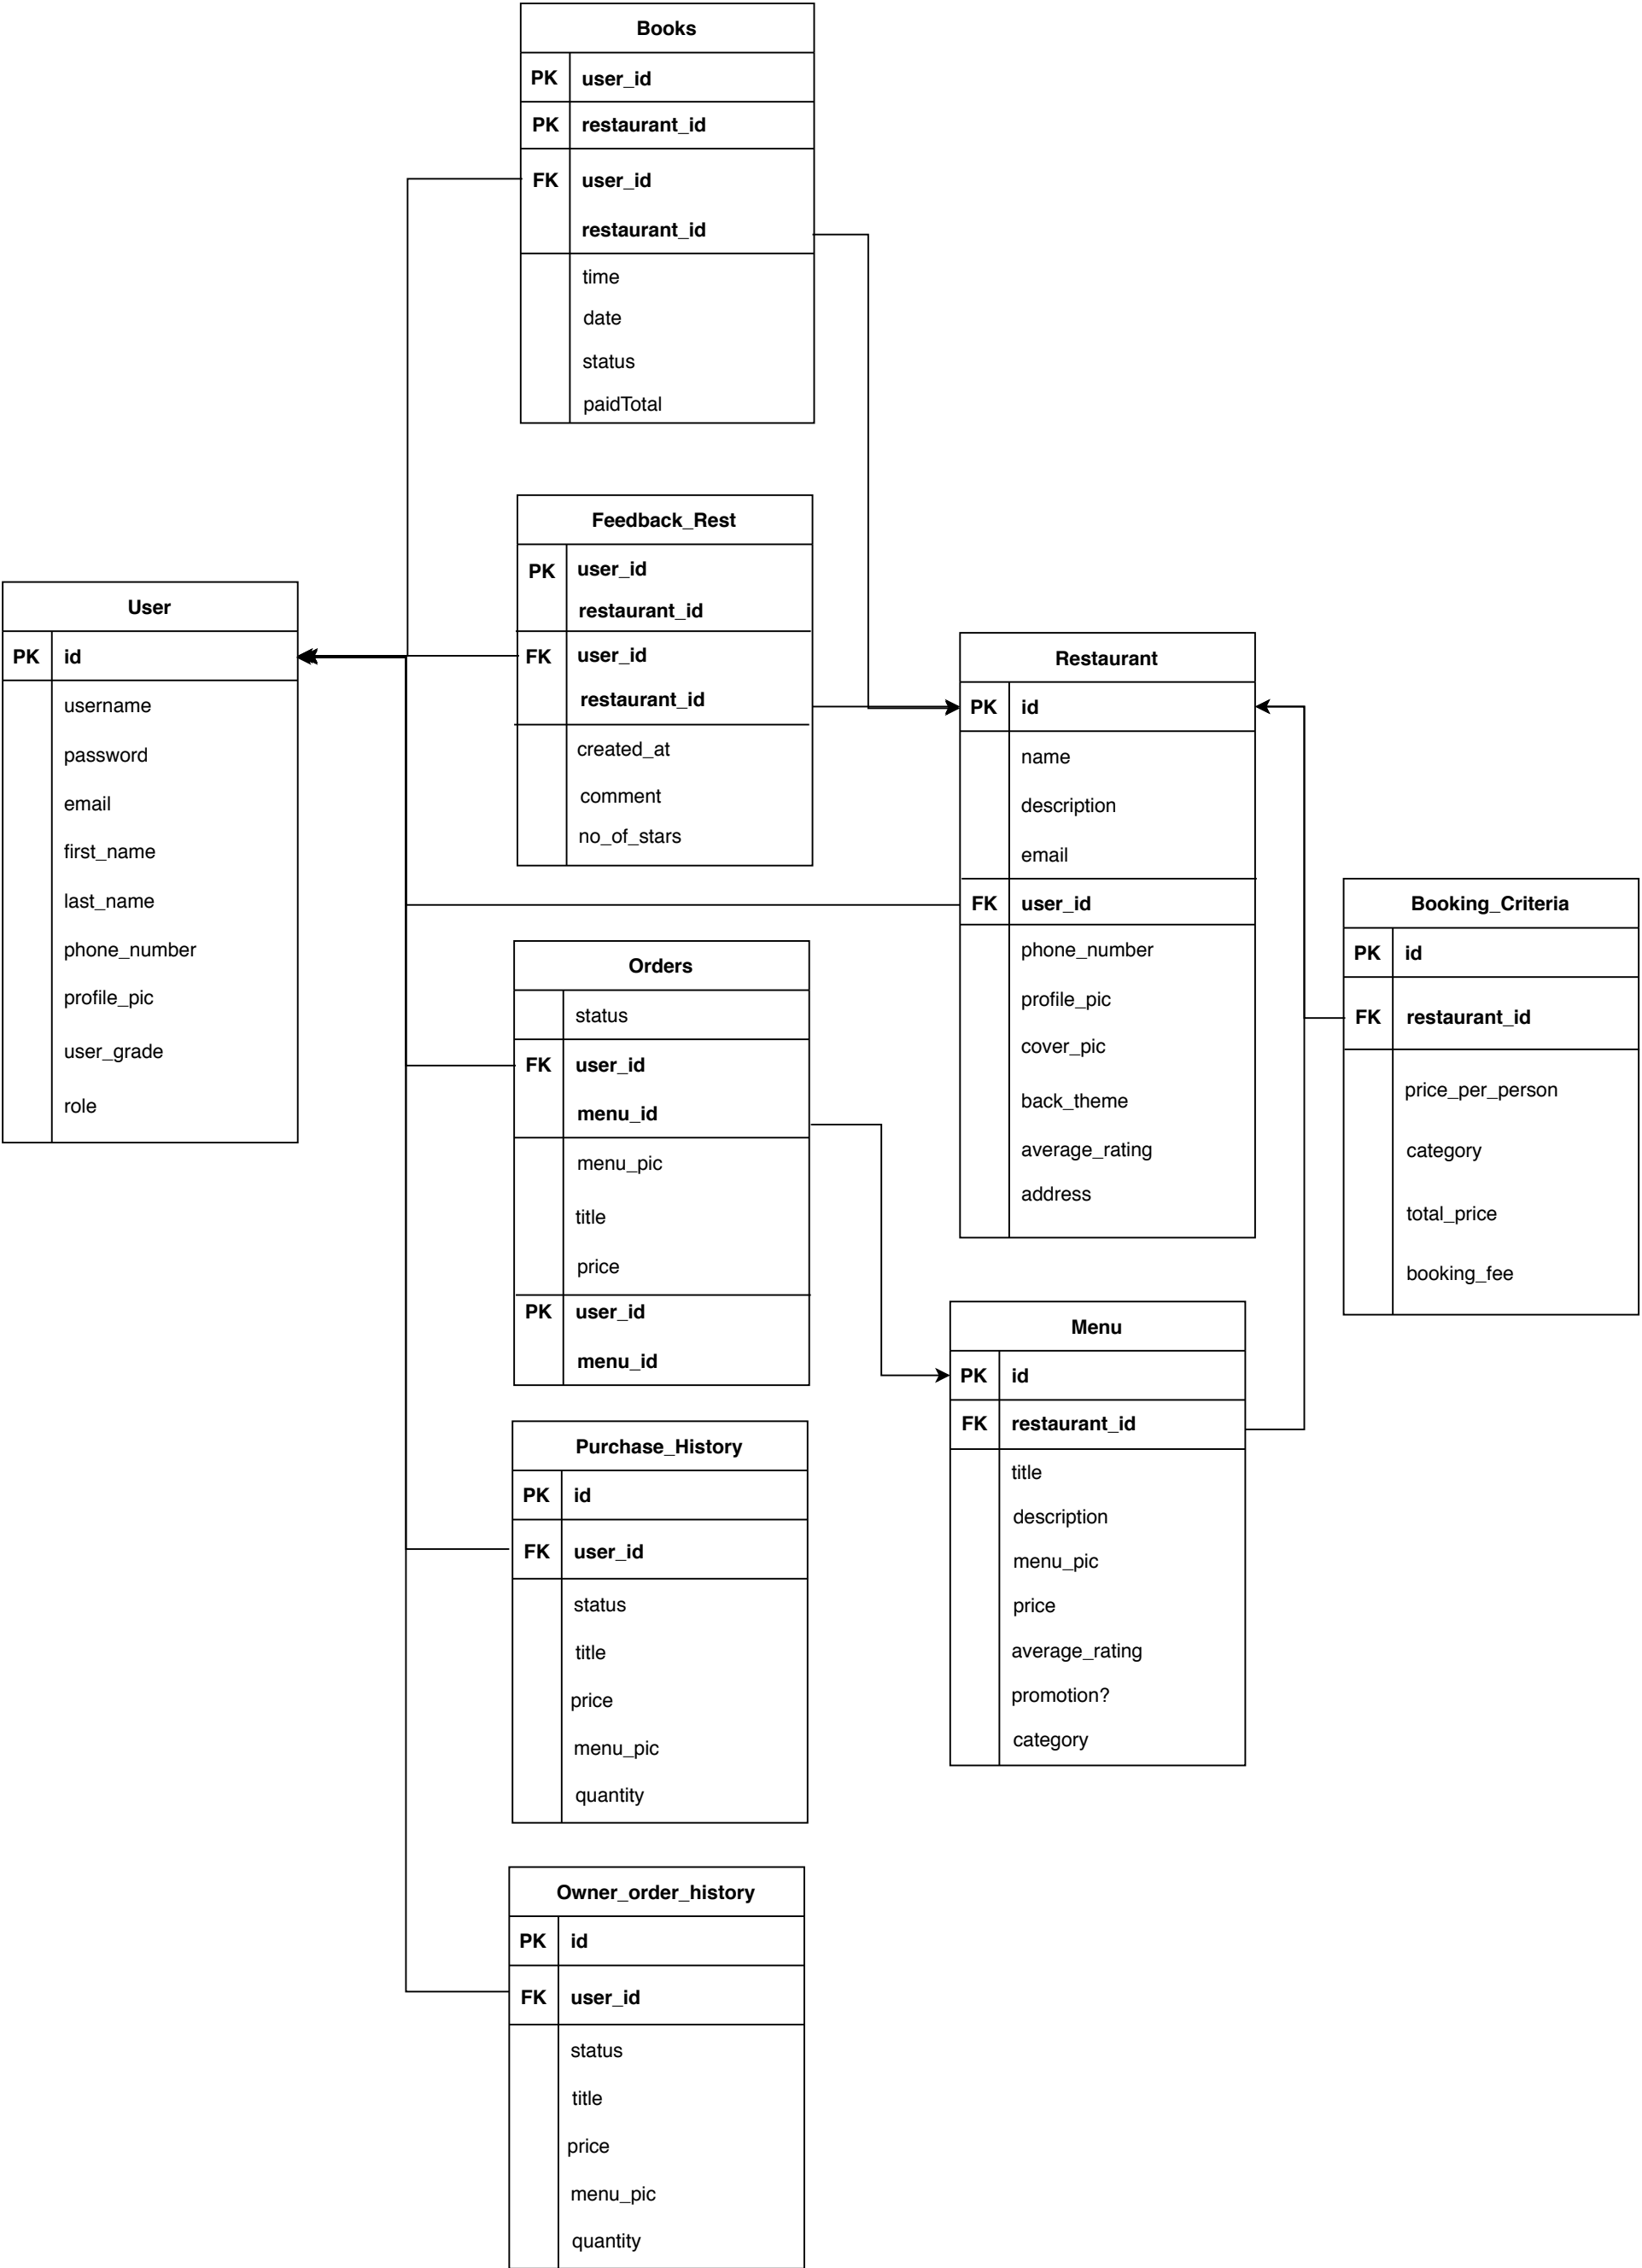 Books
PK user_id
PK restaurant_id
FK user_id
restaurant_id
time
date
status
paidTotal
Feedback_Rest
PK user_id
restaurant_id
FK user_id
restaurant_id
created_at
comment
no_of_stars
User
PK id
username
password
email
first_name
last_name
phone_number
profile_pic
user_grade
role
Restaurant
PK id
name
description
email
FK user_id
phone_number
profile_pic
cover_pic
back_theme
average_rating
address
Booking_Criteria
PK id
FK restaurant_id
price_per_person
category
total_price
booking_fee
Orders
status
FK user_id
menu_id
menu_pic
title
price
PK user_id
menu_id
Menu
PK id
FK restaurant_id
title
description
menu_pic
price
average_rating
promotion?
category
Purchase_History
PK id
FK user_id
status
title
price
menu_pic
quantity
Owner_order_history
PK id
FK user_id
status
title
price
menu_pic
quantity